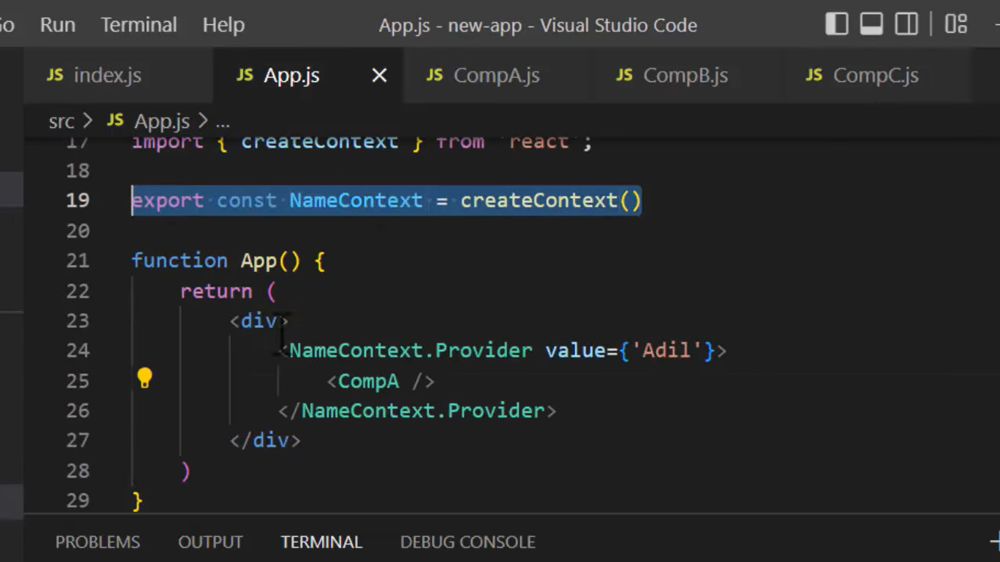 Run Terminal Help App.js - new-app - Visual Studio Code
JS index.js JS App.js JS CompA.js JS CompB.js JS CompC.js
src > JS App.js > ...
17 import { createContext } from 'react';
18
19 export const NameContext = createContext()
20
21 function App() {
22 return (
23 <div>
24 <NameContext.Provider value={'Adil'}>
25 <CompA />
26 </NameContext.Provider>
27 </div>
28 )
29 }
PROBLEMS OUTPUT TERMINAL DEBUG CONSOLE